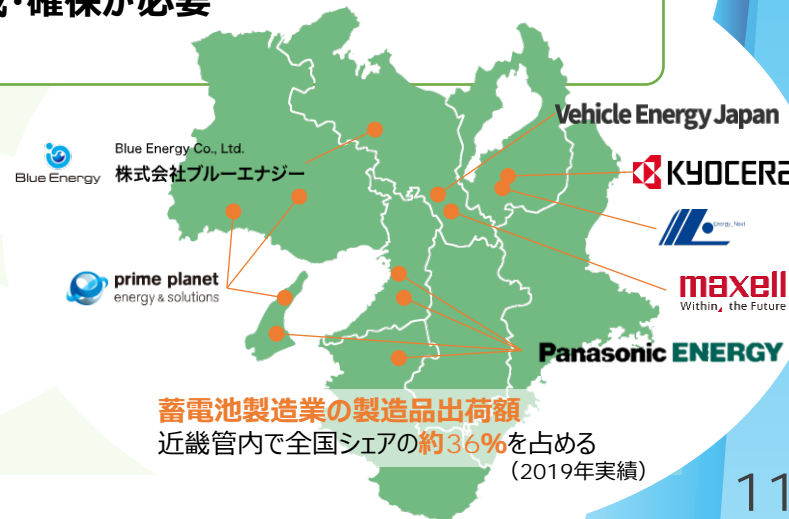 ・確保が必要
Blue Energy
Blue Energy Co., Ltd.
株式会社ブルーエナジー
Vehicle Energy Japan
KYOCERA
Energy, Next
prime planet
energy & solutions
maxell
Within, the Future
Panasonic ENERGY
蓄電池製造業の製造品出荷額
近畿管内で全国シェアの約36%を占める
（2019年実績）
11